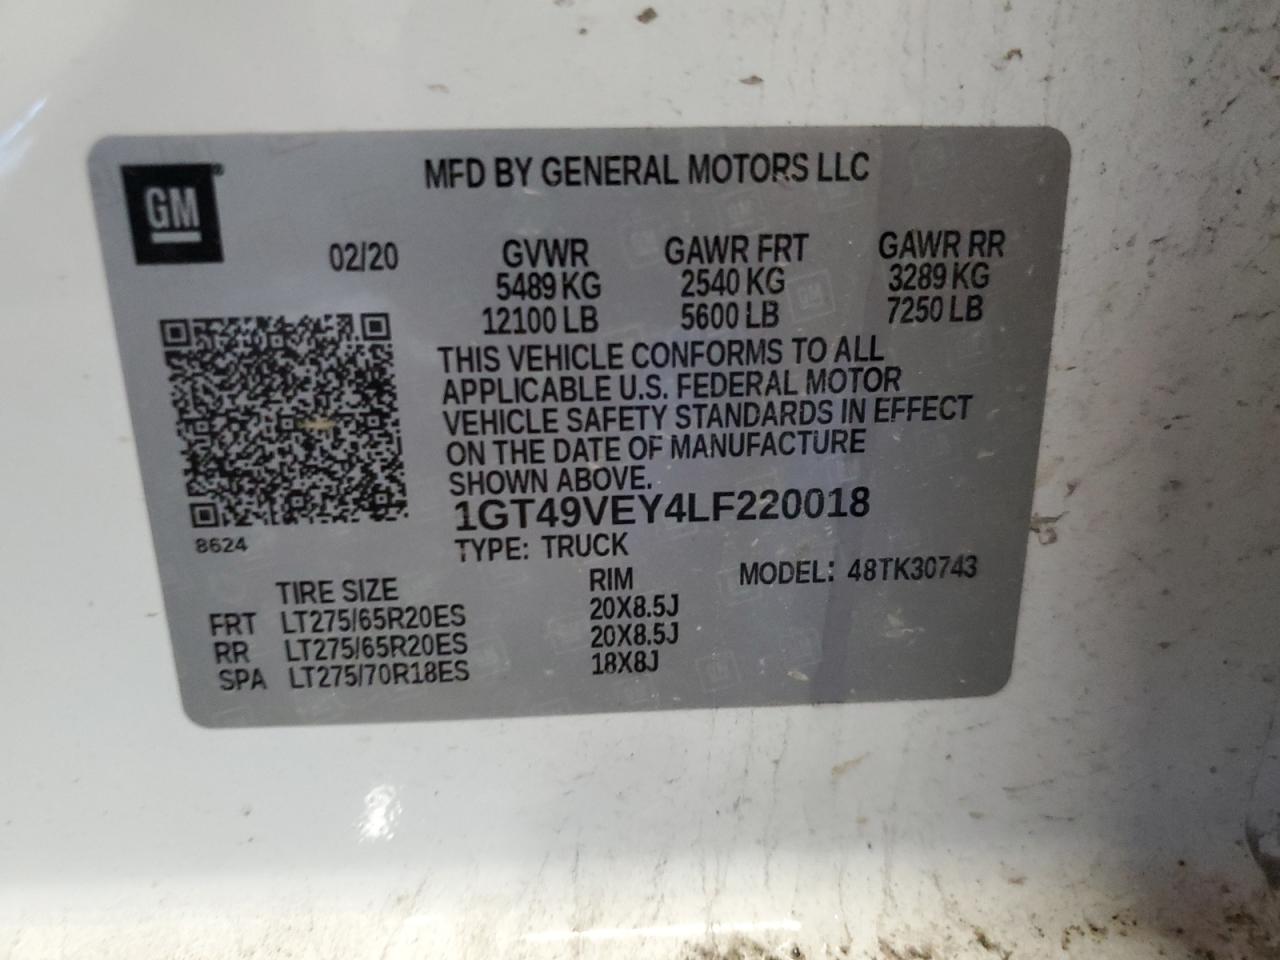 GM®
MFD BY GENERAL MOTORS LLC
02/20 GVWR GAWR FRT GAWR RR
5489 KG 2540 KG 3289 KG
12100 LB 5600 LB 7250 LB
THIS VEHICLE CONFORMS TO ALL
APPLICABLE U.S. FEDERAL MOTOR
VEHICLE SAFETY STANDARDS IN EFFECT
ON THE DATE OF MANUFACTURE
SHOWN ABOVE.
1GT49VEY4LF220018
8624
TYPE: TRUCK
MODEL: 48TK30743
TIRE SIZE RIM
FRT LT275/65R20ES 20X8.5J
RR LT275/65R20ES 20X8.5J
SPA LT275/70R18ES 18X8J